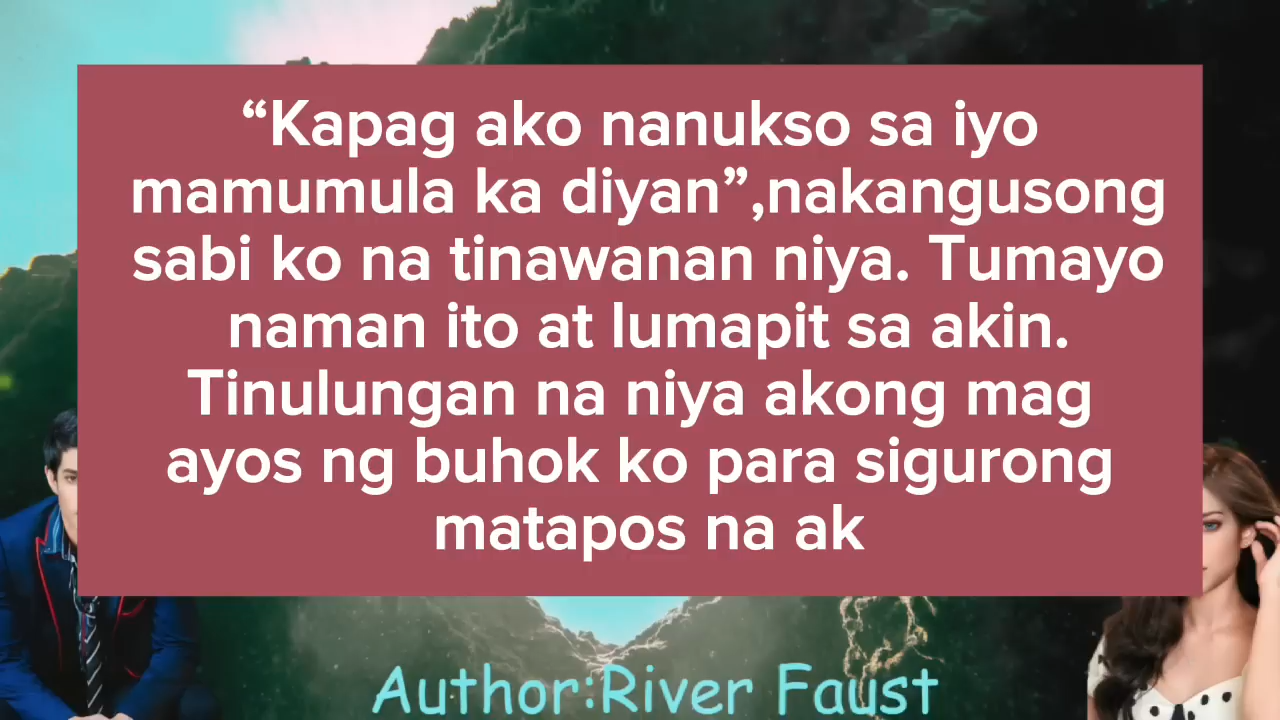 “Kapag ako nanukso sa iyo
mamumula ka diyan”,nakangusong
sabi ko na tinawanan niya. Tumayo
naman ito at lumapit sa akin.
Tinulungan na niya akong mag
ayos ng buhok ko para sigurong
matapos na ak
Author:River Faust